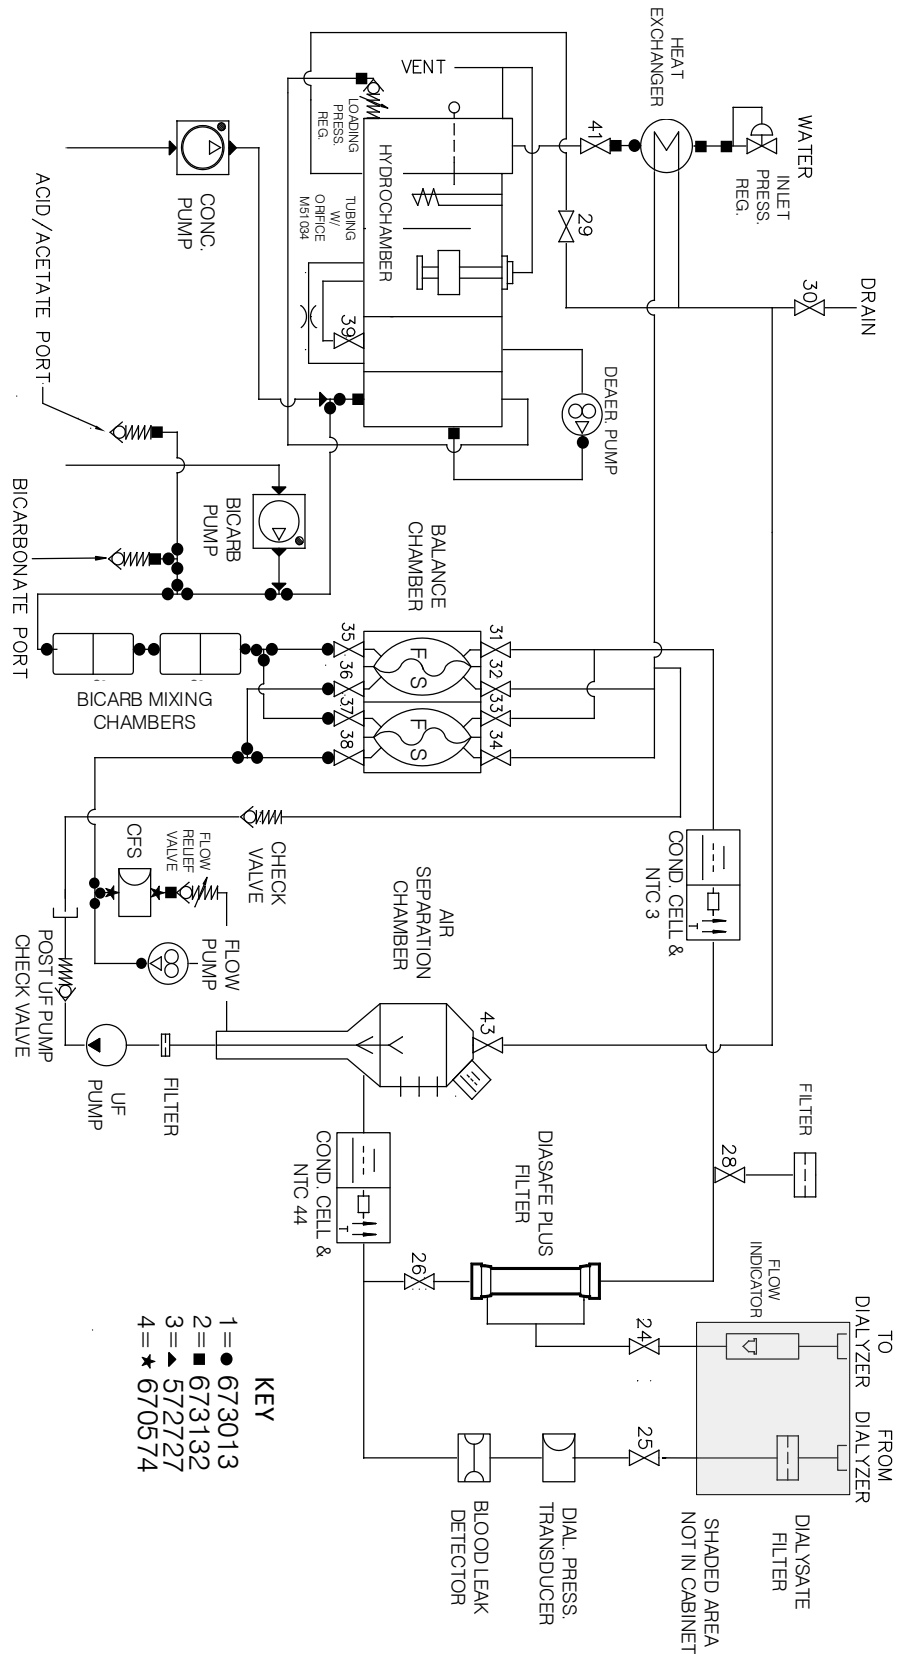 WATER
INLET
PRESS.
REG.
HEAT
EXCHANGER
41
VENT
LOADING
PRESS.
REG.
HYDROCHAMBER
TUBING
W/
ORIFICE
M51034
CONC.
PUMP
ACID/ACETATE PORT
29
DRAIN
30
39
DEAER. PUMP
BICARB
PUMP
BICARBONATE PORT
BALANCE
CHAMBER
31
32
33
34
35
36
37
38
F
S
F
S
BICARB MIXING
CHAMBERS
CHECK
VALVE
COND. CELL &
NTC 3
T
FLOW
RELIEF
VALVE
CFS
FLOW
PUMP
POST UF PUMP
CHECK VALVE
AIR
SEPARATION
CHAMBER
43
UF
PUMP
FILTER
COND. CELL &
NTC 44
T
FILTER
28
DIASAFE PLUS
FILTER
26
FLOW
INDICATOR
24
TO
DIALYZER
FROM
DIALYZER
25
BLOOD LEAK
DETECTOR
DIAL. PRESS.
TRANSDUCER
SHADED AREA
NOT IN CABINET
DIALYSATE
FILTER
KEY
1=● 673013
2=■ 673132
3=▲ 572727
4=★ 670574